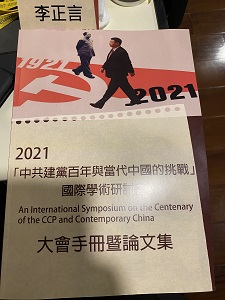 李正言
1921
2021
2021
「中共建黨百年與當代中國的挑戰」
國際學術研
An International Symposium on the Centenary
of the CCP and Contemporary China
大會手冊暨論文集